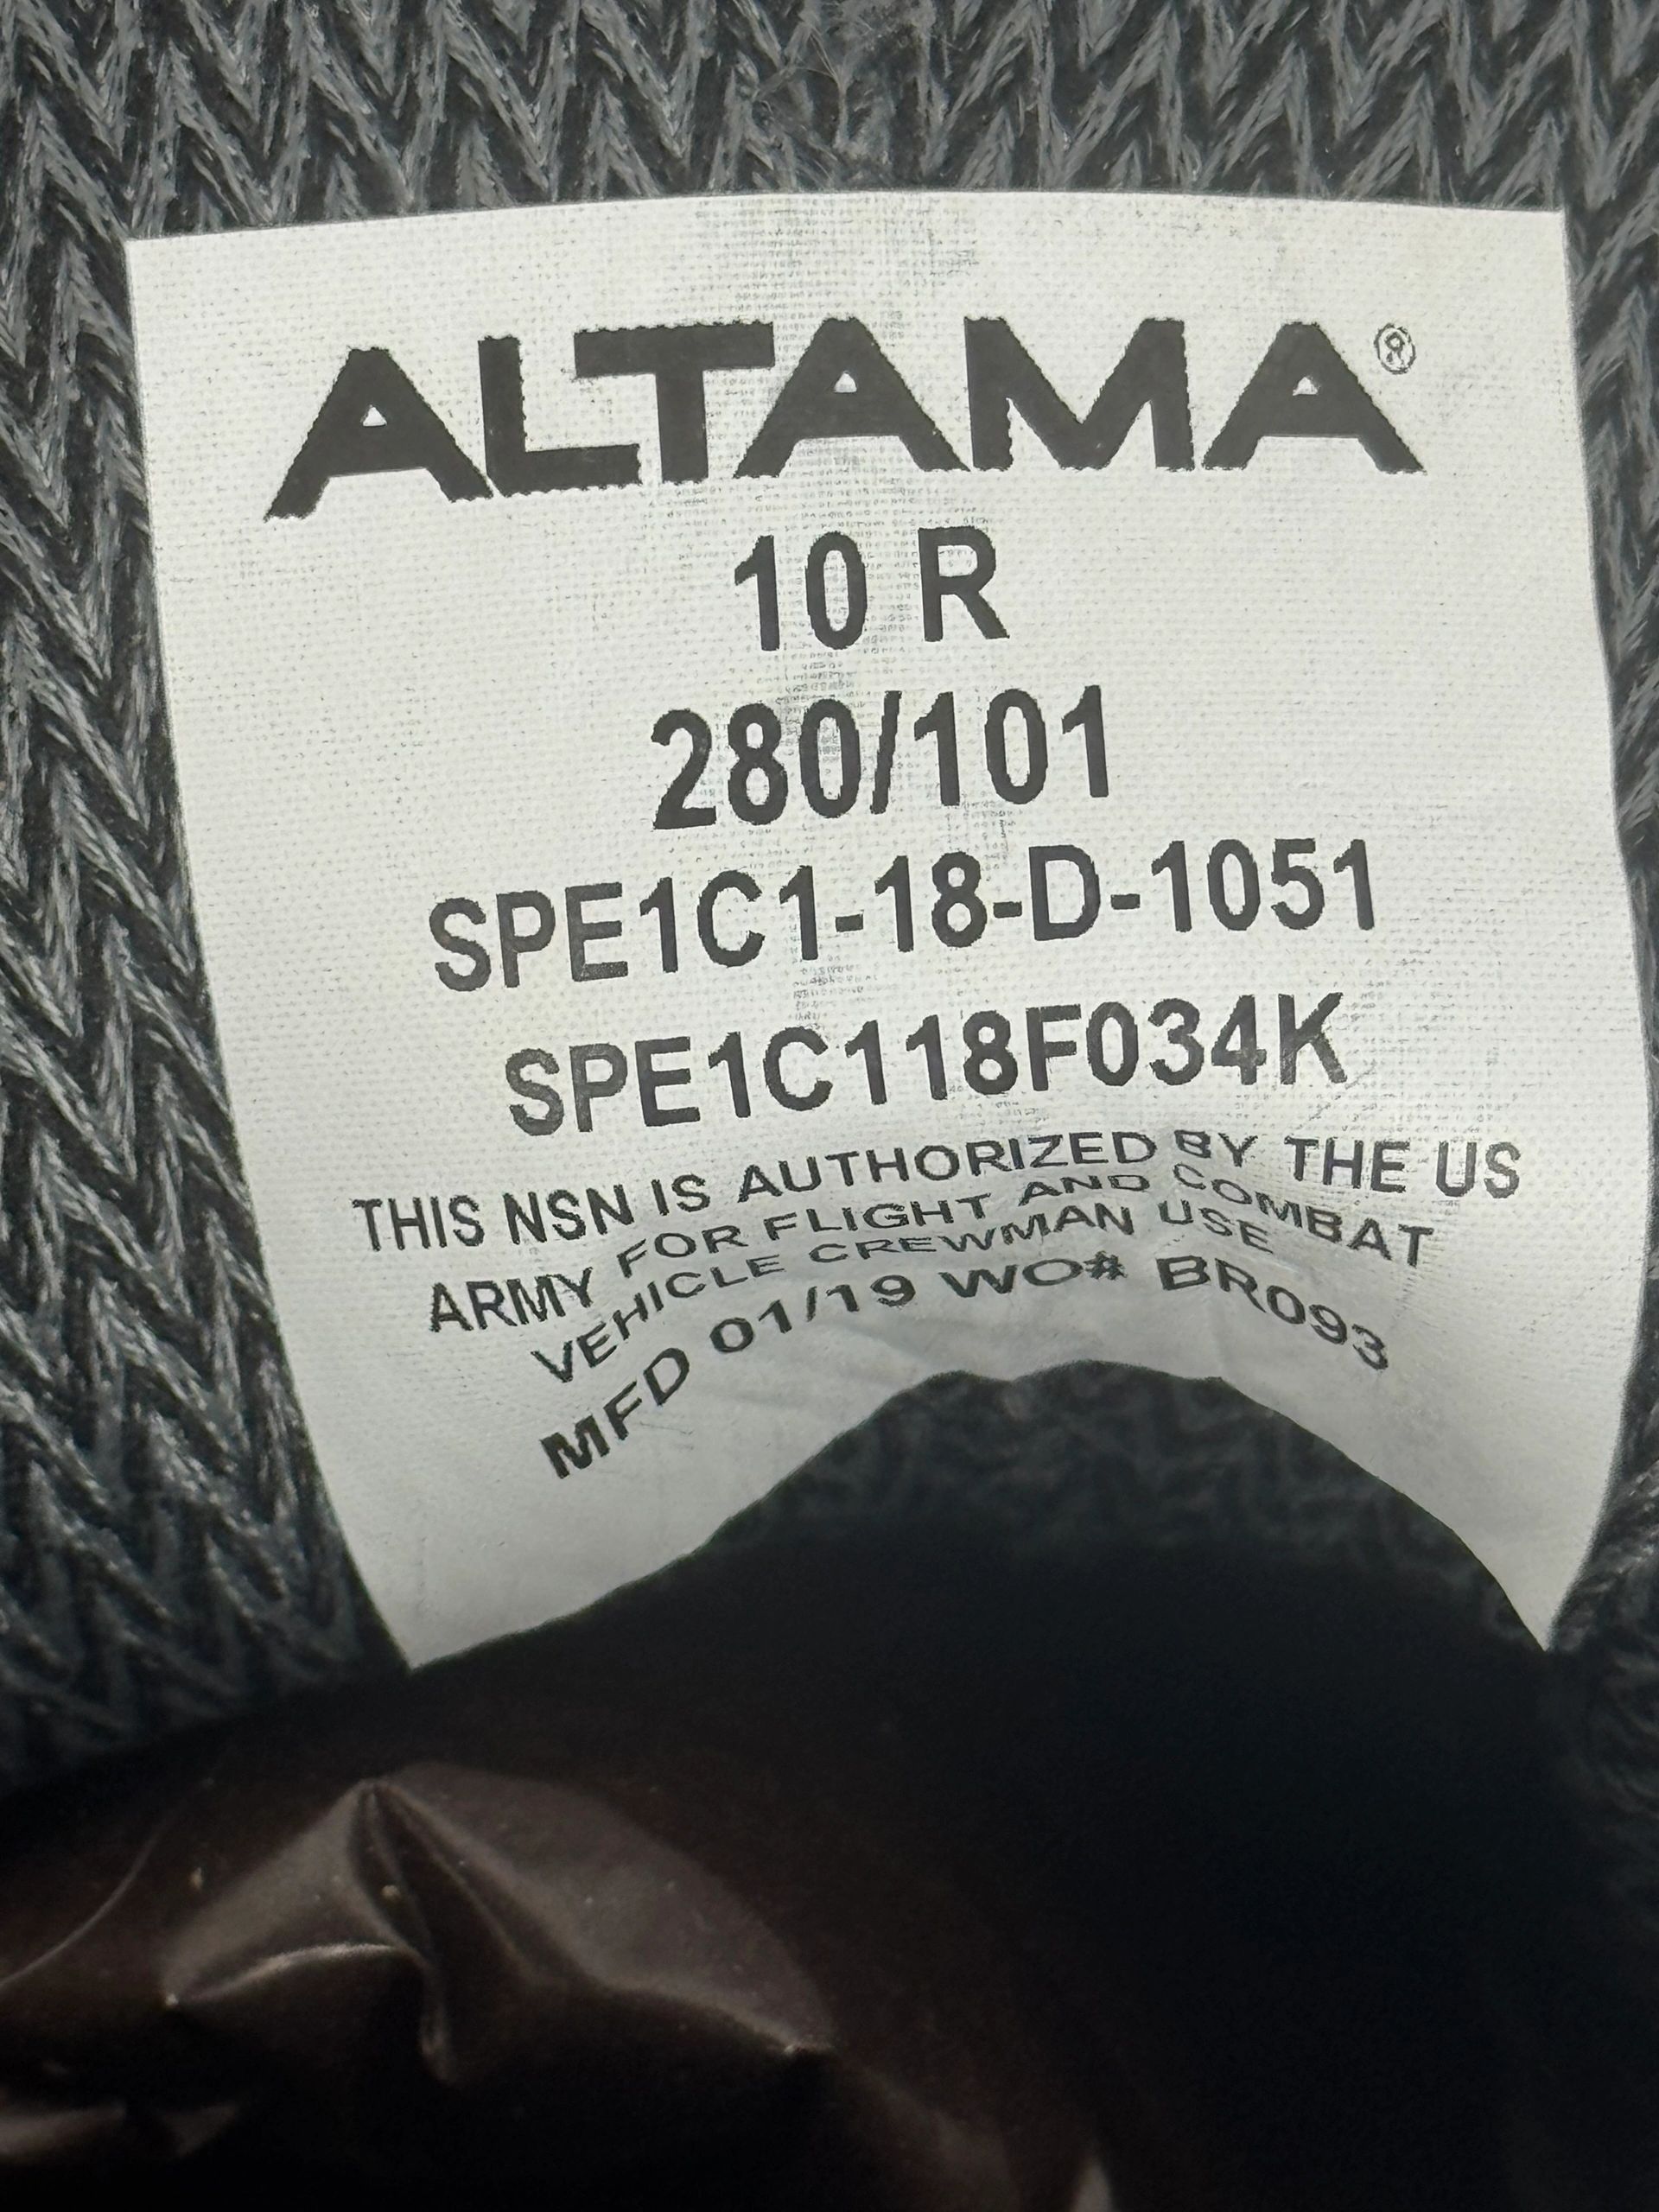 ALTAMA®
10 R
280/101
SPE1C1-18-D-1051
SPE1C118F034K
THIS NSN IS AUTHORIZED BY THE US
ARMY FOR FLIGHT AND COMBAT
VEHICLE CREWMAN USE
MFD 01/19 WO# BR093